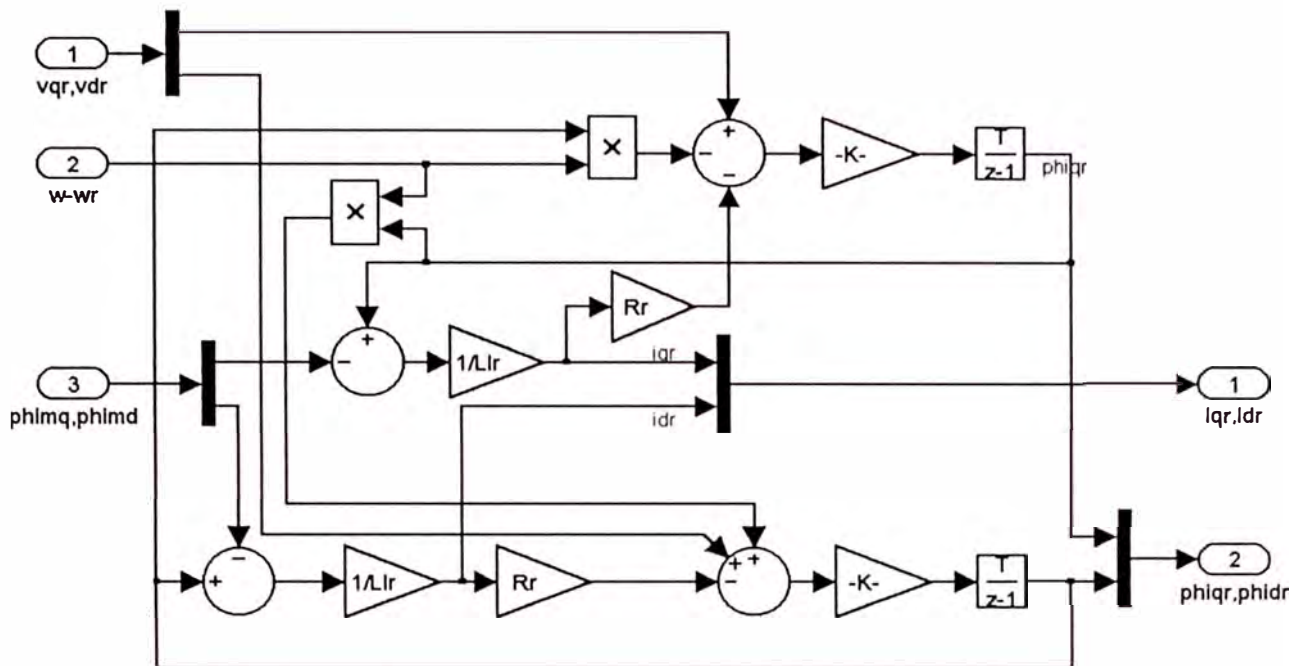 1
vqr,vdr
2
w-wr
×
×
+
−
−
-K-
T
z-1
phiqr
Rr
+
−
1/Llr
iqr
idr
3
phimq,phimd
1
Iqr,Idr
−
+
1/Llr
Rr
+
+
−
-K-
T
z-1
2
phiqr,phidr